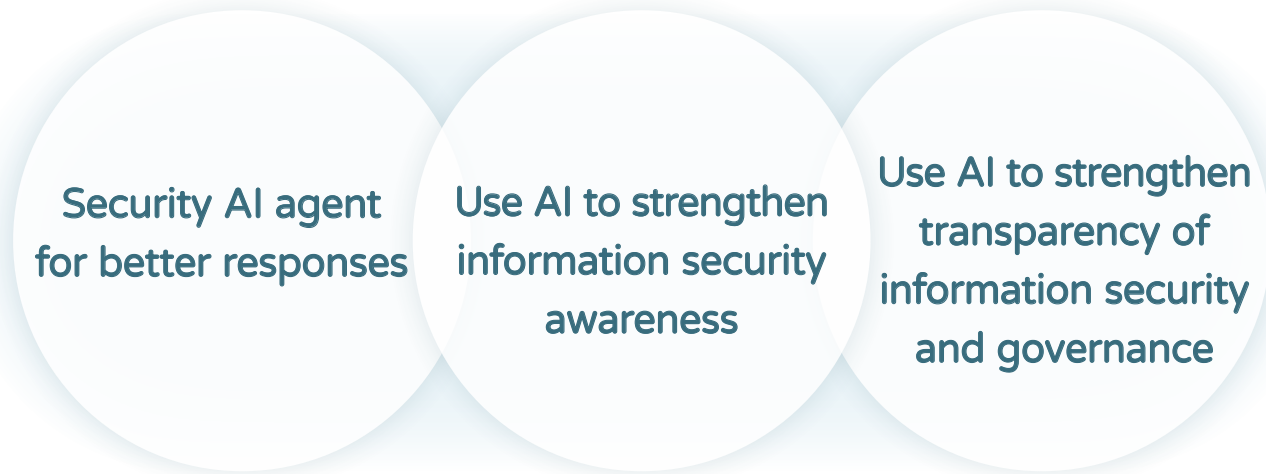 Security AI agent
for better responses
Use AI to strengthen
information security
awareness
Use AI to strengthen
transparency of
information security
and governance